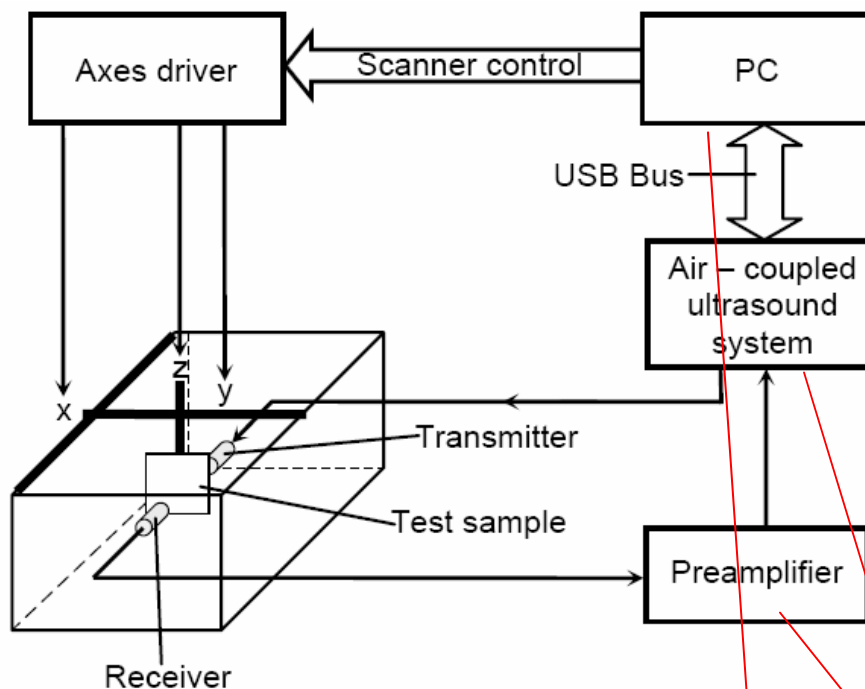 Axes driver
Scanner control
PC
USB Bus
Air – coupled
ultrasound
system
z
x
y
Transmitter
Test sample
Preamplifier
Receiver